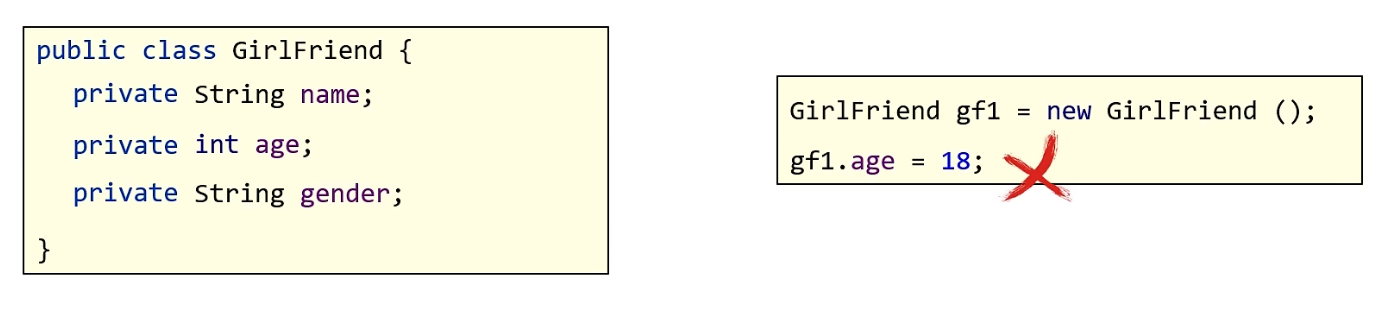 public class GirlFriend {
private String name;
private int age;
private String gender;
}
GirlFriend gf1 = new GirlFriend ();
gf1.age = 18;